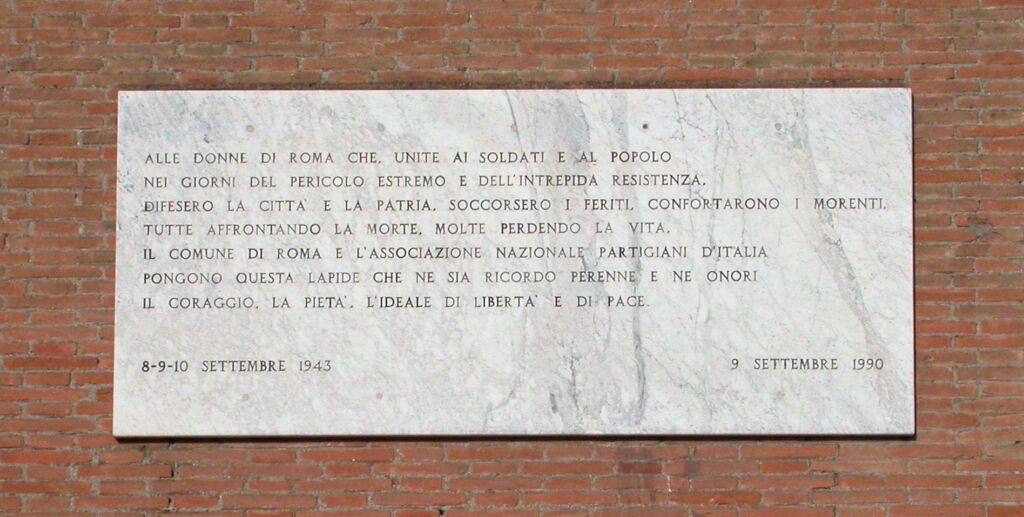 ALLE DONNE DI ROMA CHE, UNITE AI SOLDATI E AL POPOLO
NEI GIORNI DEL PERICOLO ESTREMO E DELL'INTREPIDA RESISTENZA,
DIFESERO LA CITTA' E LA PATRIA, SOCCORSERO I FERITI, CONFORTARONO I MORENTI,
TUTTE AFFRONTANDO LA MORTE, MOLTE PERDENDO LA VITA,
IL COMUNE DI ROMA E L'ASSOCIAZIONE NAZIONALE PARTIGIANI D'ITALIA
PONGONO QUESTA LAPIDE CHE NE SIA RICORDO PERENNE E NE ONORI
IL CORAGGIO, LA PIETA', L'IDEALE DI LIBERTA' E DI PACE.
8-9-10 SETTEMBRE 1943
9 SETTEMBRE 1990